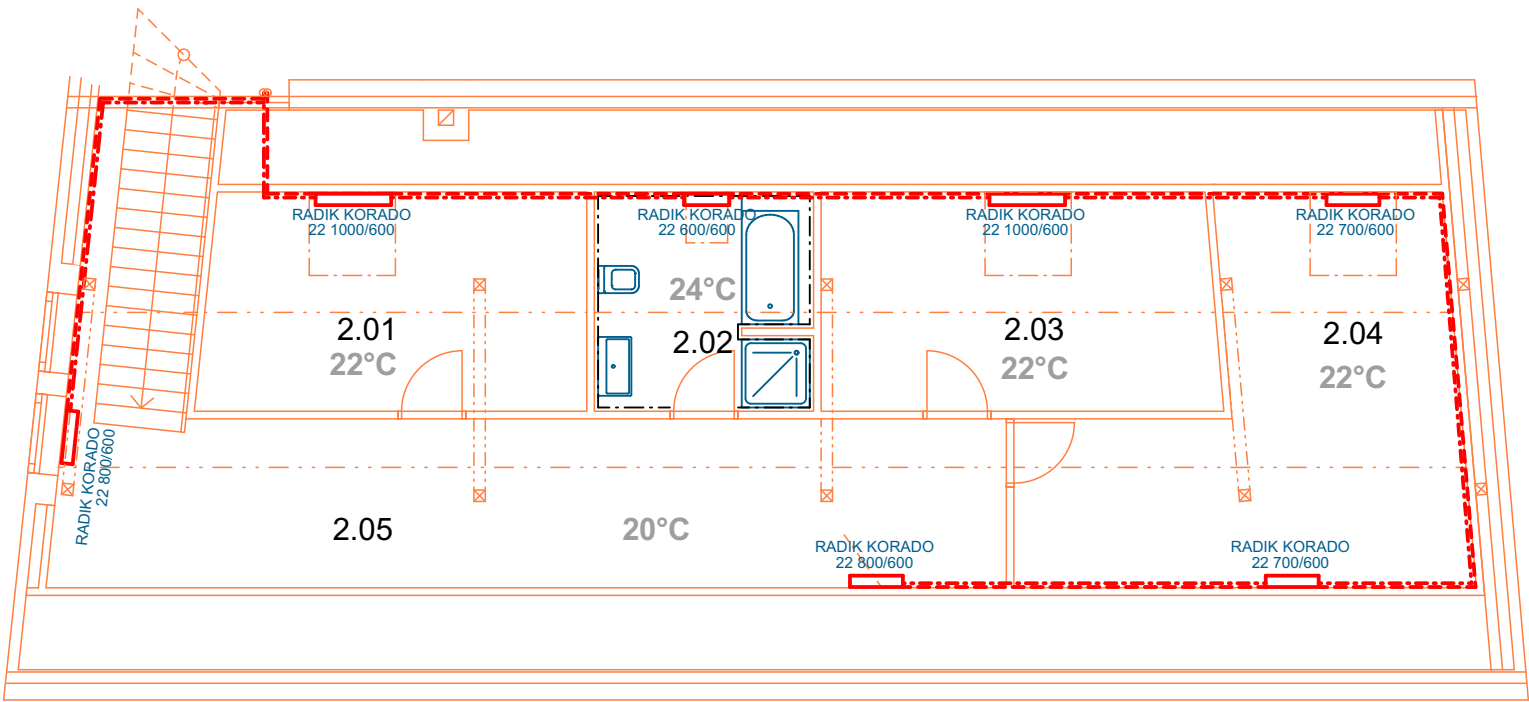 RADIK KORADO
22 1000/600
RADIK KORADO
22 600/600
RADIK KORADO
22 1000/600
RADIK KORADO
22 700/600
24°C
2.01
22°C
2.02
2.03
22°C
2.04
22°C
RADIK KORADO
22 800/600
2.05
20°C
RADIK KORADO
22 800/600
RADIK KORADO
22 700/600